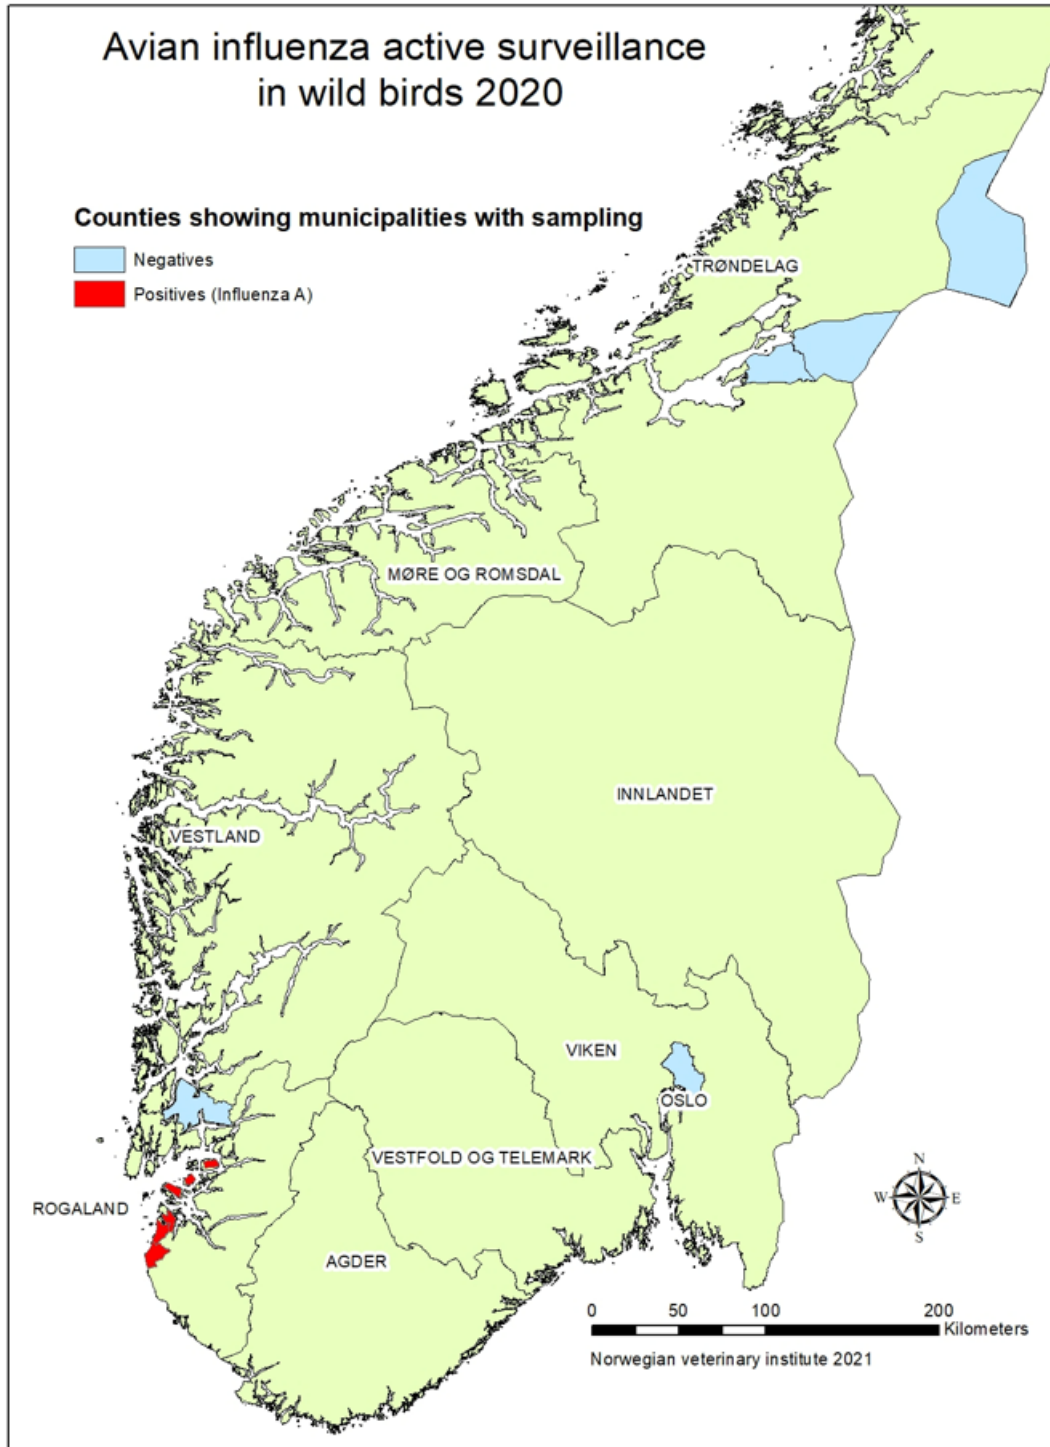 Avian influenza active surveillance
in wild birds 2020
Counties showing municipalities with sampling
Negatives
Positives (Influenza A)
TRØNDELAG
MØRE OG ROMSDAL
INNLANDET
VESTLAND
VIKEN
OSLO
VESTFOLD OG TELEMARK
ROGALAND
AGDER
N
W E
S
0 50 100 200
Kilometers
Norwegian veterinary institute 2021